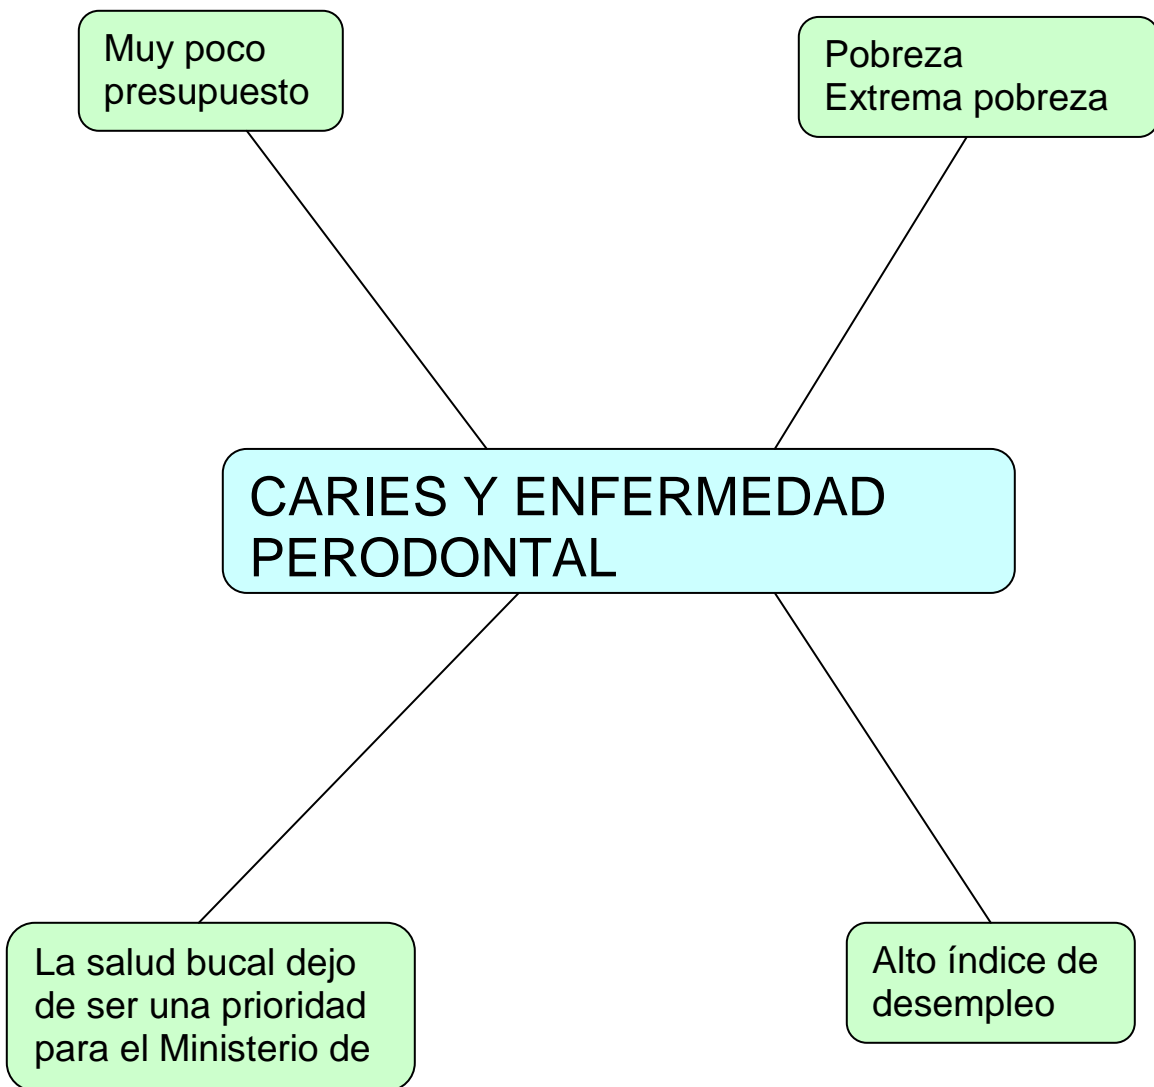 Muy poco
presupuesto
Pobreza
Extrema pobreza
CARIES Y ENFERMEDAD
PERODONTAL
La salud bucal dejo
de ser una prioridad
para el Ministerio de
Alto índice de
desempleo